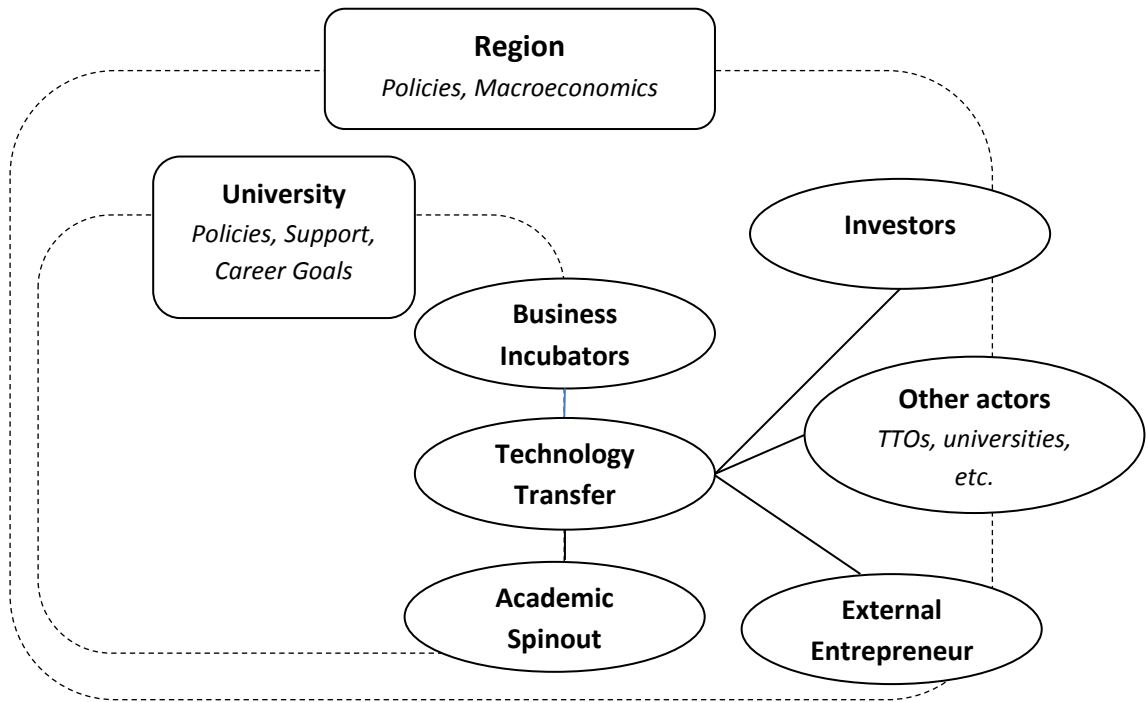 Region
Policies, Macroeconomics
University
Policies, Support,
Career Goals
Investors
Business
Incubators
Other actors
TTOs, universities,
etc.
Technology
Transfer
Academic
Spinout
External
Entrepreneur